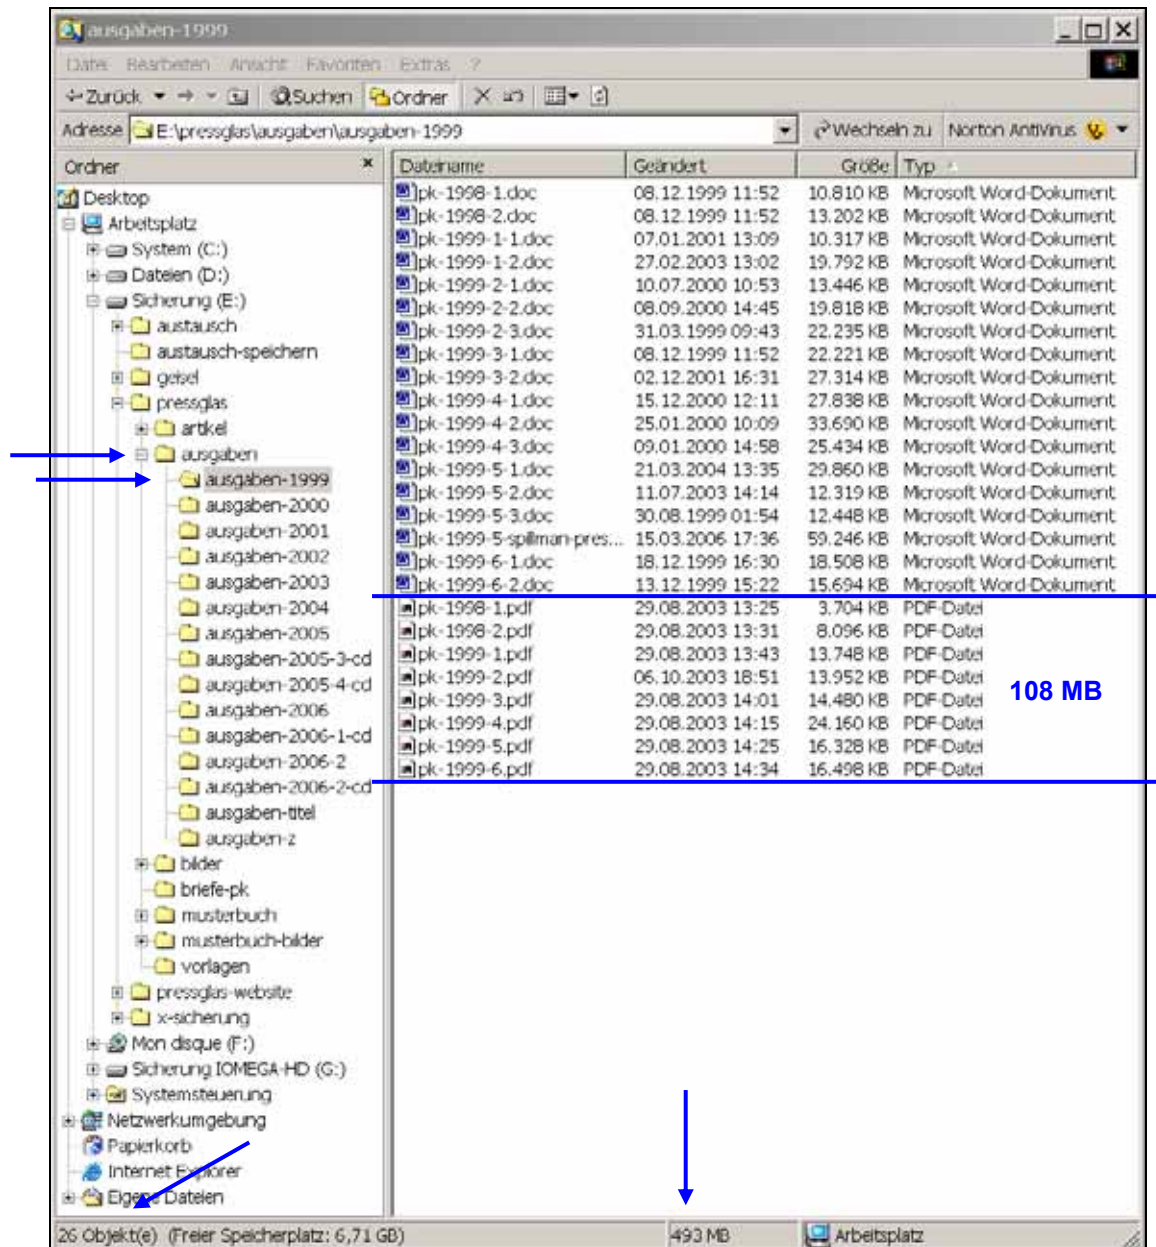 ausgaben-1999
Datei Bearbeiten Ansicht Favoriten Extras ?
Zurück Suchen Ordner
Adresse E:\pressglas\ausgaben\ausgaben-1999 Wechseln zu Norton AntiVirus
Ordner
Desktop
Arbeitsplatz
System (C:)
Dateien (D:)
Sicherung (E:)
austausch
austausch-speichern
geisel
pressglas
artikel
ausgaben
ausgaben-1999
ausgaben-2000
ausgaben-2001
ausgaben-2002
ausgaben-2003
ausgaben-2004
ausgaben-2005
ausgaben-2005-3-cd
ausgaben-2005-4-cd
ausgaben-2006
ausgaben-2006-1-cd
ausgaben-2006-2
ausgaben-2006-2-cd
ausgaben-titel
ausgaben-z
bilder
briefe-pk
musterbuch
musterbuch-bilder
vorlagen
pressglas-website
x-sicherung
Mon disque (F:)
Sicherung IOMEGA-HD (G:)
Systemsteuerung
Netzwerkumgebung
Papierkorb
Internet Explorer
Eigene Dateien
Dateiname Geändert Größe Typ
pk-1998-1.doc 08.12.1999 11:52 10.810 KB Microsoft Word-Dokument
pk-1998-2.doc 08.12.1999 11:52 13.202 KB Microsoft Word-Dokument
pk-1999-1-1.doc 07.01.2001 13:09 10.317 KB Microsoft Word-Dokument
pk-1999-1-2.doc 27.02.2003 13:02 19.792 KB Microsoft Word-Dokument
pk-1999-2-1.doc 10.07.2000 10:53 13.446 KB Microsoft Word-Dokument
pk-1999-2-2.doc 08.09.2000 14:45 19.818 KB Microsoft Word-Dokument
pk-1999-2-3.doc 31.03.1999 09:43 22.235 KB Microsoft Word-Dokument
pk-1999-3-1.doc 08.12.1999 11:52 22.221 KB Microsoft Word-Dokument
pk-1999-3-2.doc 02.12.2001 16:31 27.314 KB Microsoft Word-Dokument
pk-1999-4-1.doc 15.12.2000 12:11 27.838 KB Microsoft Word-Dokument
pk-1999-4-2.doc 25.01.2000 10:09 33.690 KB Microsoft Word-Dokument
pk-1999-4-3.doc 09.01.2000 14:58 25.434 KB Microsoft Word-Dokument
pk-1999-5-1.doc 21.03.2004 13:35 29.860 KB Microsoft Word-Dokument
pk-1999-5-2.doc 11.07.2003 14:14 12.319 KB Microsoft Word-Dokument
pk-1999-5-3.doc 30.08.1999 01:54 12.448 KB Microsoft Word-Dokument
pk-1999-5-spillman-pres... 15.03.2006 17:36 59.246 KB Microsoft Word-Dokument
pk-1999-6-1.doc 18.12.1999 16:30 18.508 KB Microsoft Word-Dokument
pk-1999-6-2.doc 13.12.1999 15:22 15.694 KB Microsoft Word-Dokument
pk-1998-1.pdf 29.08.2003 13:25 3.704 KB PDF-Datei
pk-1998-2.pdf 29.08.2003 13:31 8.096 KB PDF-Datei
pk-1999-1.pdf 29.08.2003 13:43 13.748 KB PDF-Datei
pk-1999-2.pdf 06.10.2003 18:51 13.952 KB PDF-Datei
pk-1999-3.pdf 29.08.2003 14:01 14.480 KB PDF-Datei
pk-1999-4.pdf 29.08.2003 14:15 24.160 KB PDF-Datei
pk-1999-5.pdf 29.08.2003 14:25 16.328 KB PDF-Datei
pk-1999-6.pdf 29.08.2003 14:34 16.498 KB PDF-Datei
108 MB
26 Objekt(e) (Freier Speicherplatz: 6,71 GB) 493 MB Arbeitsplatz